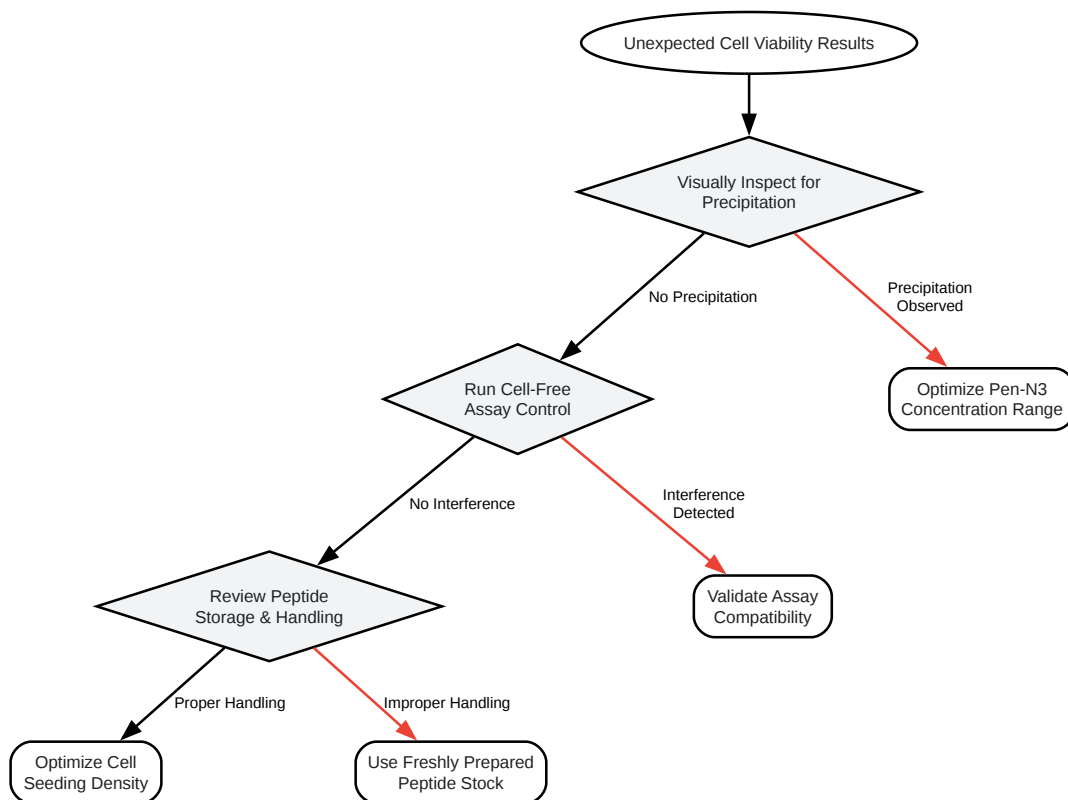 Unexpected Cell Viability Results
Visually Inspect for
Precipitation
No Precipitation
Precipitation
Observed
Run Cell-Free
Assay Control
Optimize Pen-N3
Concentration Range
No Interference
Interference
Detected
Review Peptide
Storage & Handling
Validate Assay
Compatibility
Proper Handling
Improper Handling
Optimize Cell
Seeding Density
Use Freshly Prepared
Peptide Stock